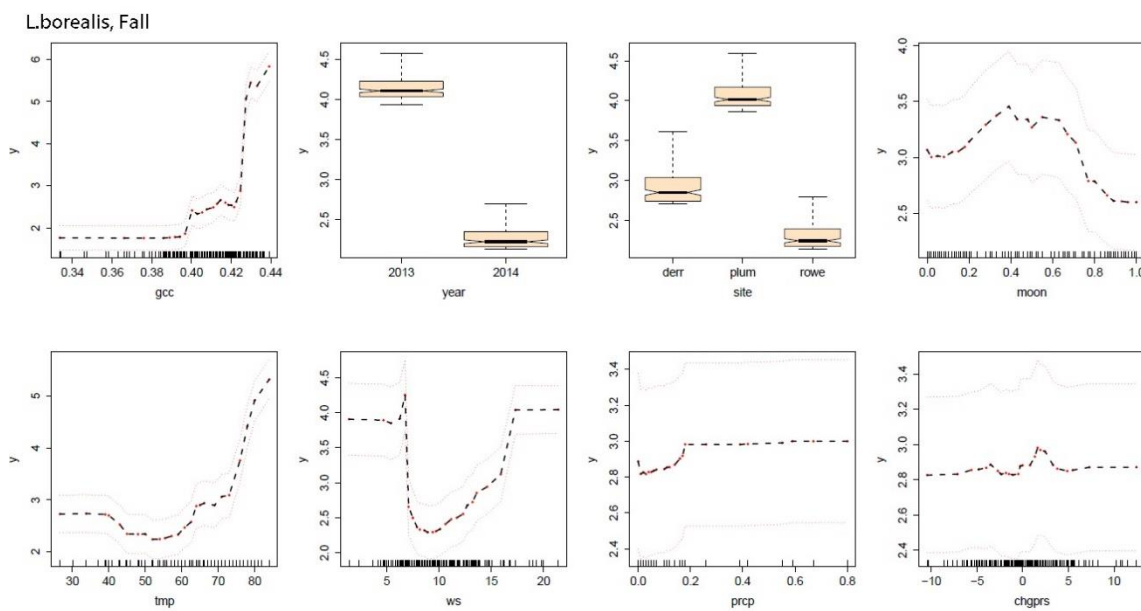 L.borealis, Fall
y
2 3 4 5 6
0.34 0.36 0.38 0.40 0.42 0.44
gcc
y
2.5 3.0 3.5 4.0 4.5
2013 2014
year
y
2.5 3.0 3.5 4.0 4.5
derr plum rowe
site
y
2.5 3.0 3.5 4.0
0.0 0.2 0.4 0.6 0.8 1.0
moon
y
2 3 4 5
30 40 50 60 70 80
tmp
y
2.0 2.5 3.0 3.5 4.0 4.5
5 10 15 20
ws
y
2.4 2.6 2.8 3.0 3.2 3.4
0.0 0.2 0.4 0.6 0.8
prcp
y
2.4 2.6 2.8 3.0 3.2 3.4 3.6
-10 -5 0 5 10
chgprs